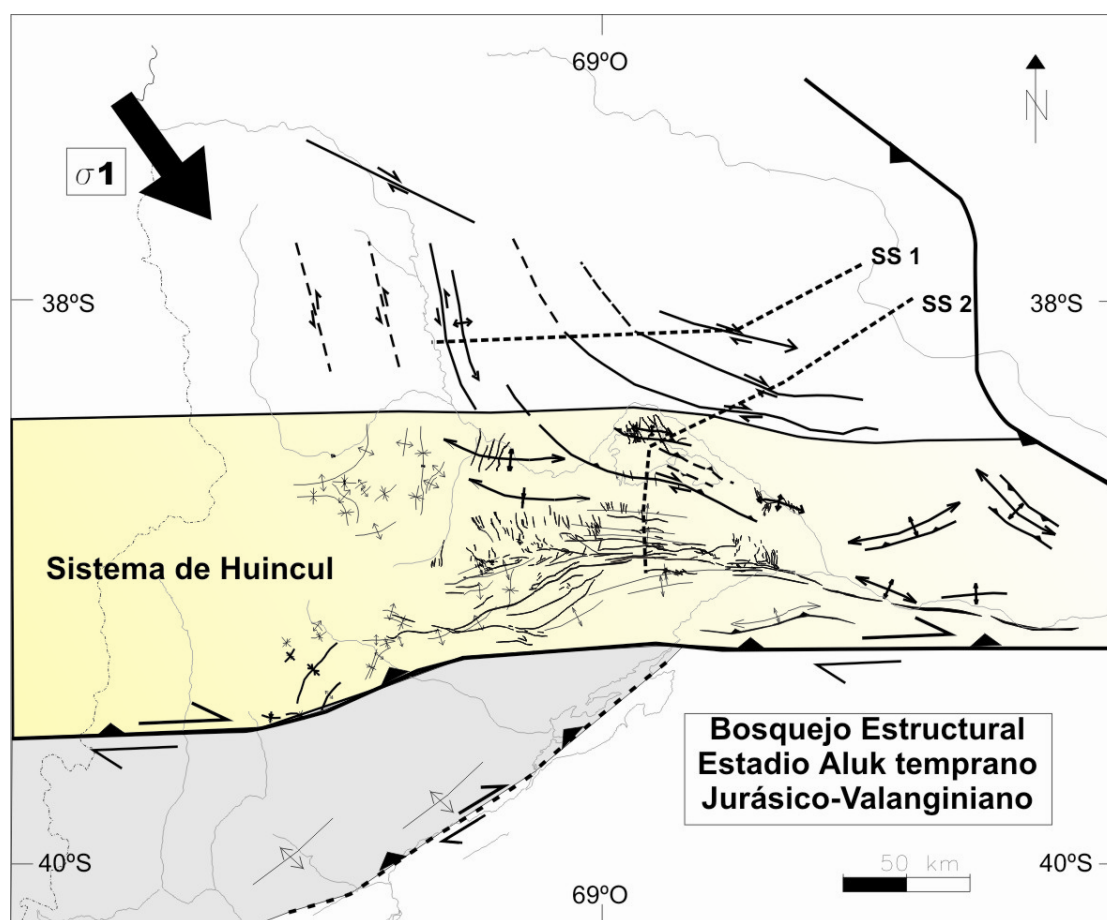 69ºO
N
σ1
SS 1
38ºS
38ºS
SS 2
Sistema de Huincul
Bosquejo Estructural
Estadio Aluk temprano
Jurásico-Valanginiano
40ºS
50 km
40ºS
69ºO